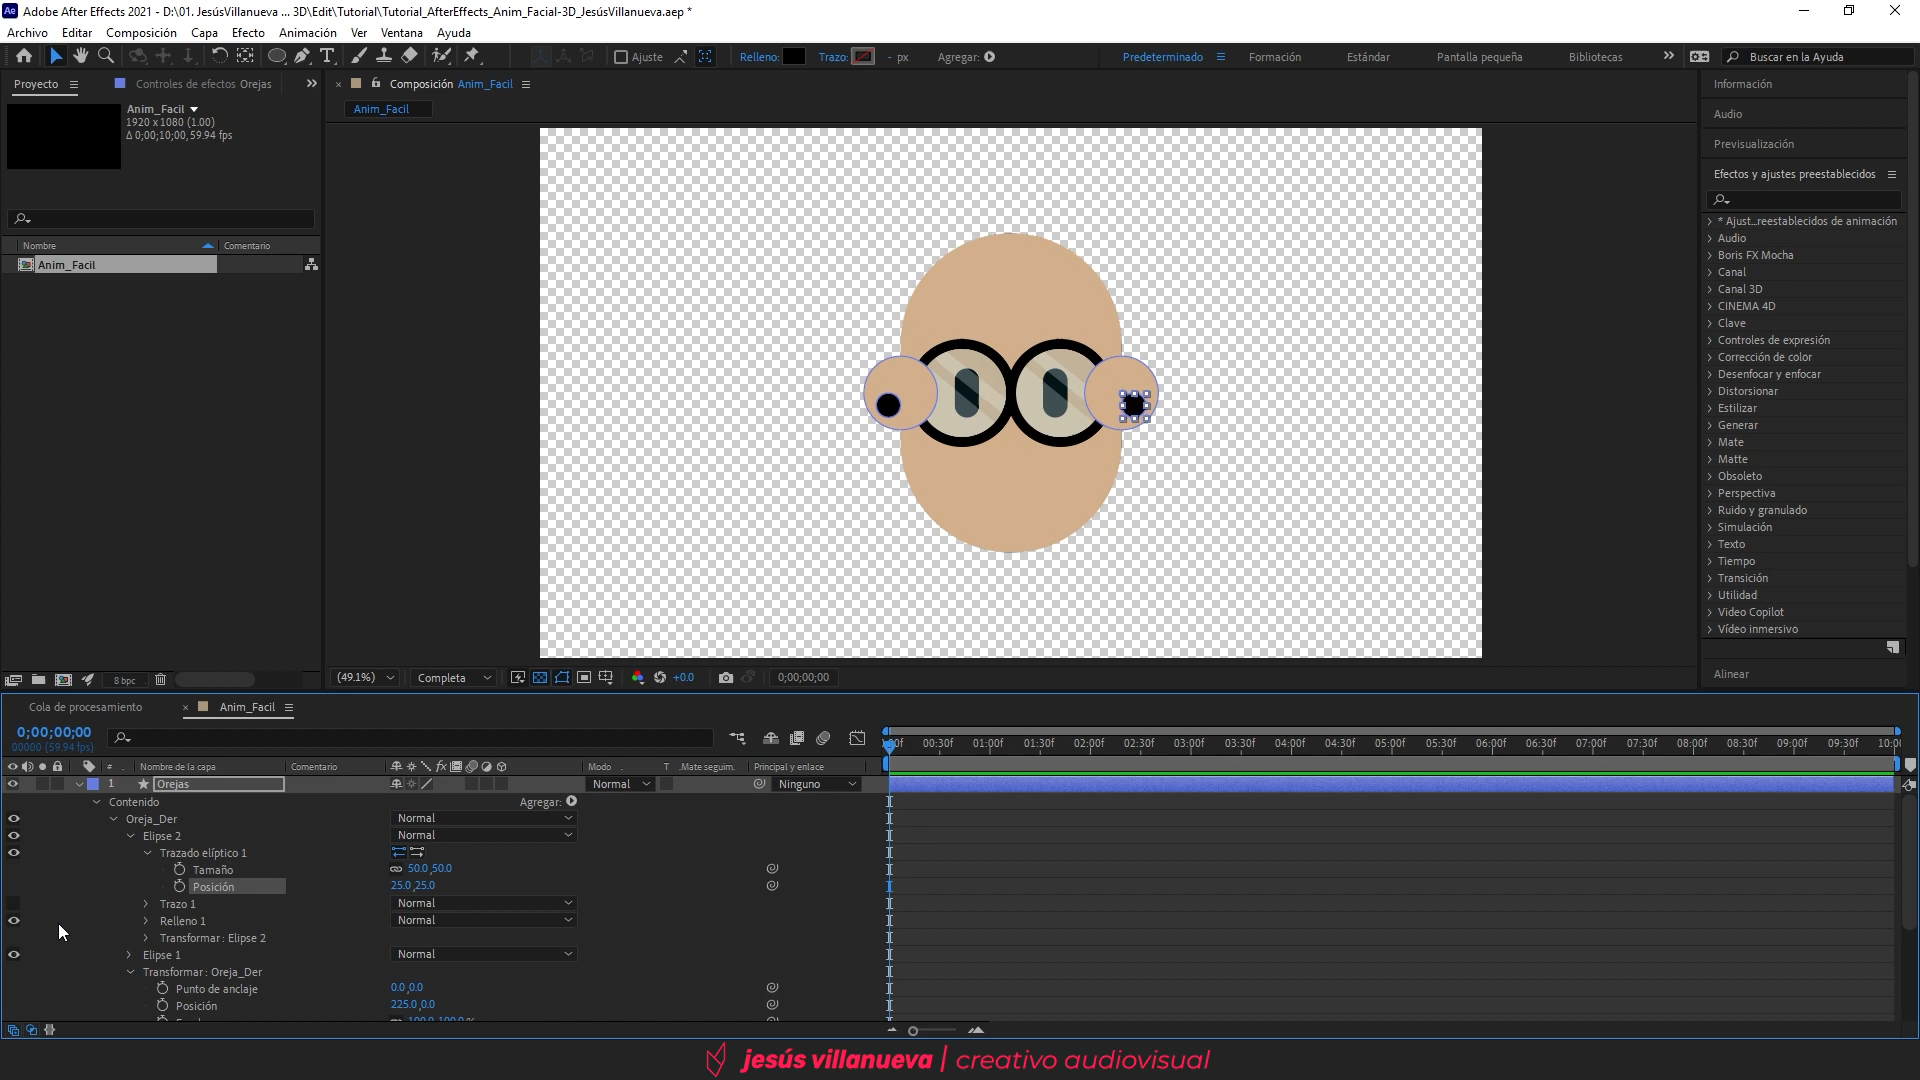 Adobe After Effects 2021 - D:\01. JesúsVillanueva ... 3D\Edit\Tutorial\Tutorial_AfterEffects_Anim_Facial-3D_JesúsVillanueva.aep *
Archivo Editar Composición Capa Efecto Animación Ver Ventana Ayuda
Ajuste Relleno: Trazo: - px Agregar: Predeterminado Formación Estándar Pantalla pequeña Bibliotecas Buscar en la Ayuda
Proyecto Controles de efectos Orejas
Anim_Facil
1920 x 1080 (1.00)
Δ 0;00;10;00, 59.94 fps
Nombre Comentario
Anim_Facil
8 bpc
Composición Anim_Facil
Anim_Facil
(49.1%) Completa +0.0 0;00;00;00
Información
Audio
Previsualización
Efectos y ajustes preestablecidos
* Ajust...reestablecidos de animación
Audio
Boris FX Mocha
Canal
Canal 3D
CINEMA 4D
Clave
Controles de expresión
Corrección de color
Desenfocar y enfocar
Distorsionar
Estilizar
Generar
Mate
Matte
Obsoleto
Perspectiva
Ruido y granulado
Simulación
Texto
Tiempo
Transición
Utilidad
Video Copilot
Vídeo inmersivo
Alinear
Cola de procesamiento Anim_Facil
0;00;00;00
00000 (59.94 fps)
00:30f 01:00f 01:30f 02:00f 02:30f 03:00f 03:30f 04:00f 04:30f 05:00f 05:30f 06:00f 06:30f 07:00f 07:30f 08:00f 08:30f 09:00f 09:30f 10:00
# Nombre de la capa Comentario Modo T .Mate seguim. Principal y enlace
1 Orejas Normal Ninguno
Contenido Agregar:
Oreja_Der Normal
Elipse 2 Normal
Trazado elíptico 1
Tamaño 50.0,50.0
Posición 25.0,25.0
Trazo 1 Normal
Relleno 1 Normal
Transformar: Elipse 2
Elipse 1 Normal
Transformar: Oreja_Der
Punto de anclaje 0.0,0.0
Posición 225.0,0.0
jesús villanueva | creativo audiovisual